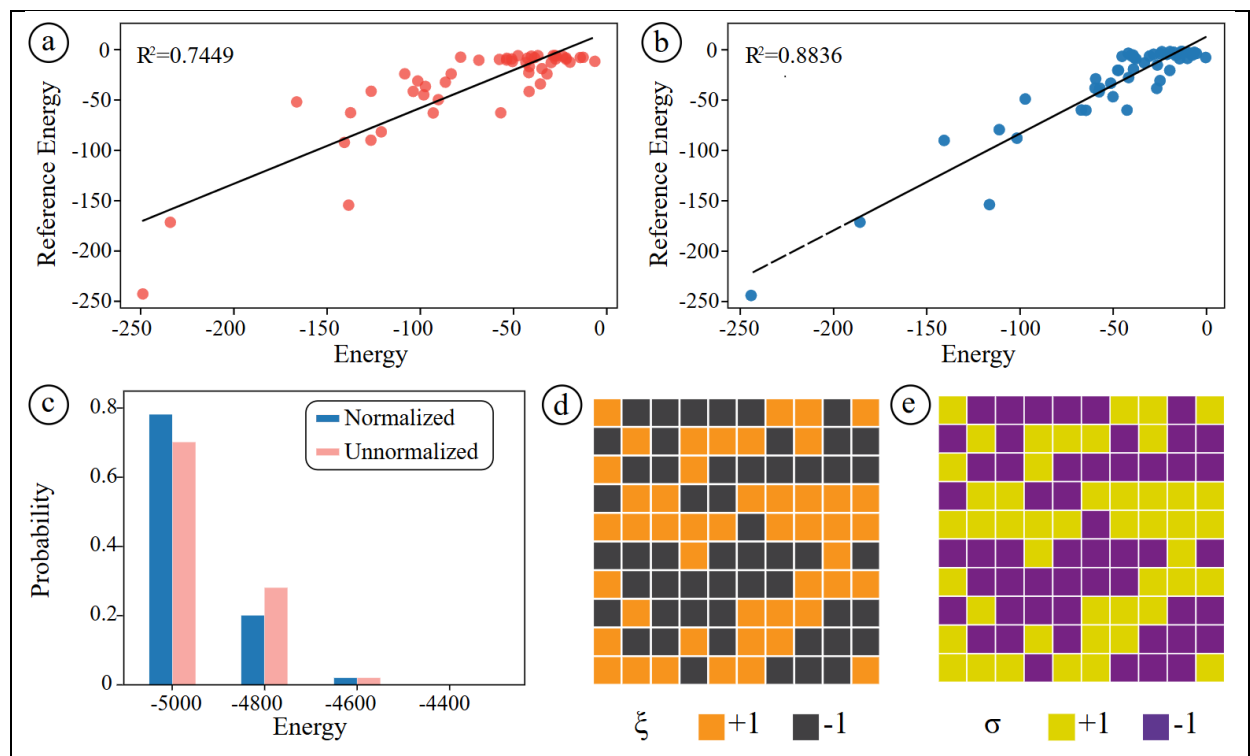 a
R²=0.7449
Reference Energy
0
-50
-100
-150
-200
-250
-250 -200 -150 -100 -50 0
Energy
b
R²=0.8836
Reference Energy
0
-50
-100
-150
-200
-250
-250 -200 -150 -100 -50 0
Energy
c
Normalized
Unnormalized
Probability
0.8
0.6
0.4
0.2
0
-5000 -4800 -4600 -4400
Energy
d
ξ +1 -1
e
σ +1 -1